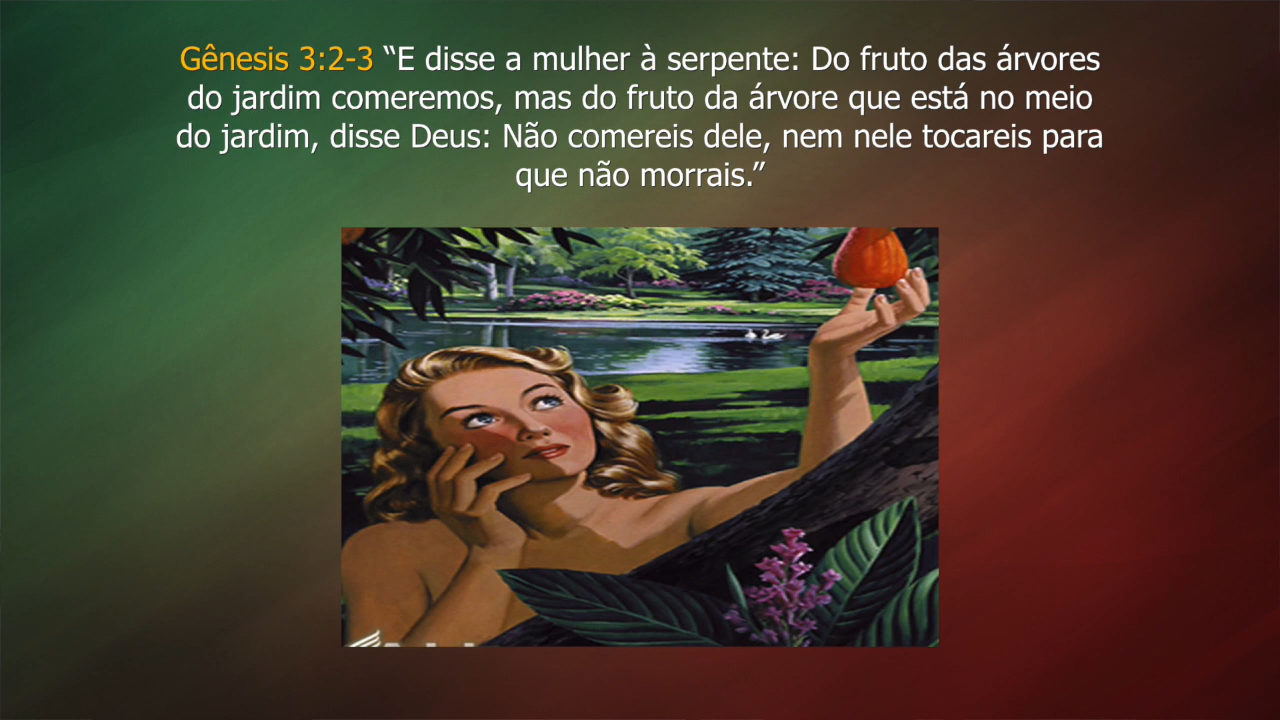 Gênesis 3:2-3 “E disse a mulher à serpente: Do fruto das árvores
do jardim comeremos, mas do fruto da árvore que está no meio
do jardim, disse Deus: Não comereis dele, nem nele tocareis para
que não morrais.”